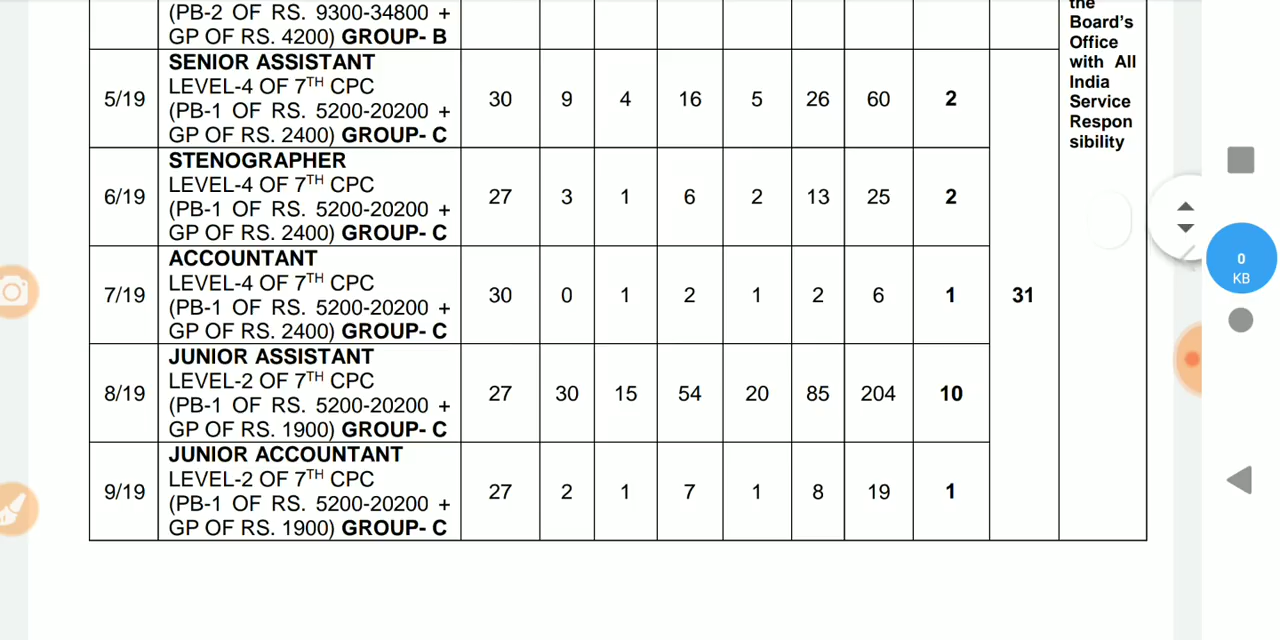 (PB-2 OF RS. 9300-34800 +
GP OF RS. 4200) GROUP- B
the
Board's
Office
with All
India
Service
Respon
sibility
5/19
SENIOR ASSISTANT
LEVEL-4 OF 7TH CPC
(PB-1 OF RS. 5200-20200 +
GP OF RS. 2400) GROUP- C
30 9 4 16 5 26 60 2
6/19
STENOGRAPHER
LEVEL-4 OF 7TH CPC
(PB-1 OF RS. 5200-20200 +
GP OF RS. 2400) GROUP- C
27 3 1 6 2 13 25 2
7/19
ACCOUNTANT
LEVEL-4 OF 7TH CPC
(PB-1 OF RS. 5200-20200 +
GP OF RS. 2400) GROUP- C
30 0 1 2 1 2 6 1 31
8/19
JUNIOR ASSISTANT
LEVEL-2 OF 7TH CPC
(PB-1 OF RS. 5200-20200 +
GP OF RS. 1900) GROUP- C
27 30 15 54 20 85 204 10
9/19
JUNIOR ACCOUNTANT
LEVEL-2 OF 7TH CPC
(PB-1 OF RS. 5200-20200 +
GP OF RS. 1900) GROUP- C
27 2 1 7 1 8 19 1
0
KB